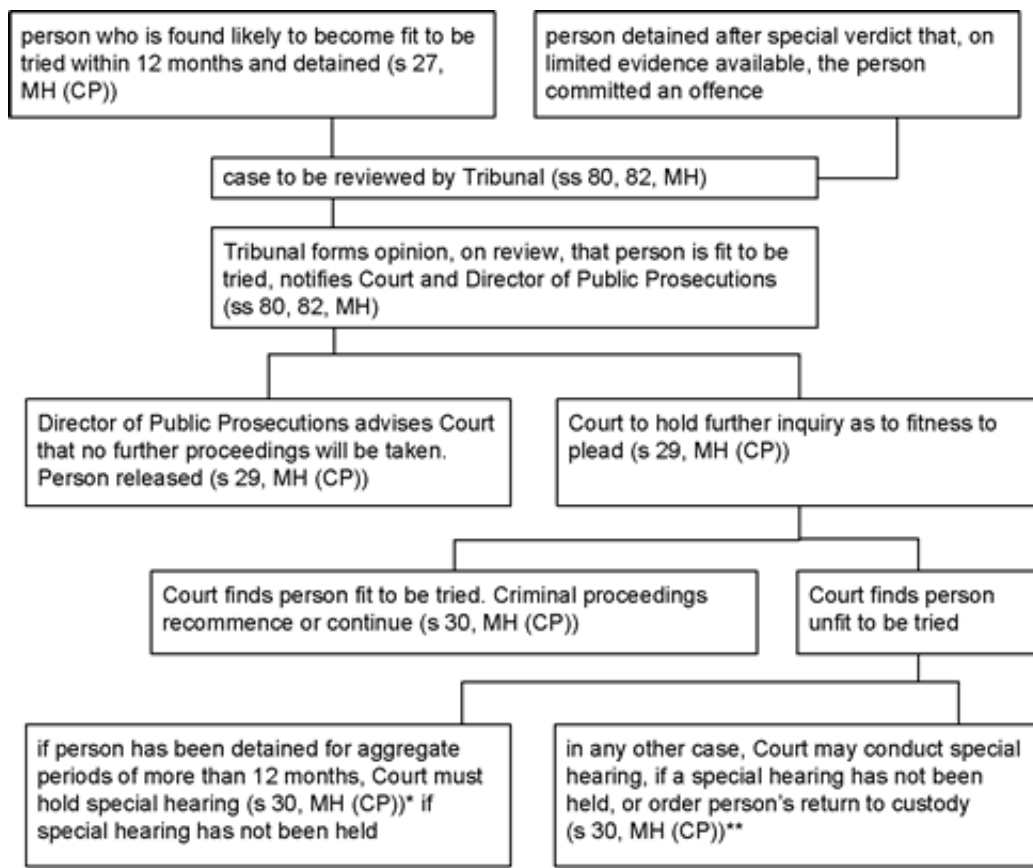 person who is found likely to become fit to be
tried within 12 months and detained (s 27,
MH (CP))
person detained after special verdict that, on
limited evidence available, the person
committed an offence
case to be reviewed by Tribunal (ss 80, 82, MH)
Tribunal forms opinion, on review, that person is fit to be
tried, notifies Court and Director of Public Prosecutions
(ss 80, 82, MH)
Director of Public Prosecutions advises Court
that no further proceedings will be taken.
Person released (s 29, MH (CP))
Court to hold further inquiry as to fitness to
plead (s 29, MH (CP))
Court finds person fit to be tried. Criminal proceedings
recommence or continue (s 30, MH (CP))
Court finds person
unfit to be tried
if person has been detained for aggregate
periods of more than 12 months, Court must
hold special hearing (s 30, MH (CP))* if
special hearing has not been held
in any other case, Court may conduct special
hearing, if a special hearing has not been
held, or order person's return to custody
(s 30, MH (CP))**